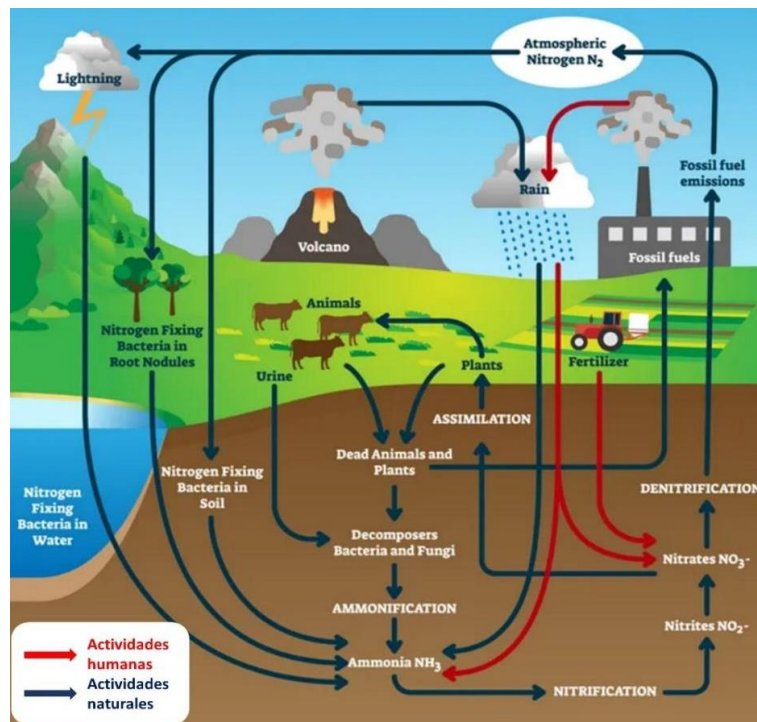 Atmospheric
Nitrogen N₂
Lightning
Rain
Fossil fuel
emissions
Volcano
Fossil fuels
Animals
Nitrogen Fixing
Bacteria in
Root Nodules
Urine
Plants
Fertilizer
ASSIMILATION
Dead Animals and
Plants
Nitrogen Fixing
Bacteria in
Soil
Nitrogen
Fixing
Bacteria in
Water
DENITRIFICATION
Decomposers
Bacteria and Fungi
Nitrates NO₃-
AMMONIFICATION
Nitrites NO₂-
Ammonia NH₃
NITRIFICATION
Actividades
humanas
Actividades
naturales